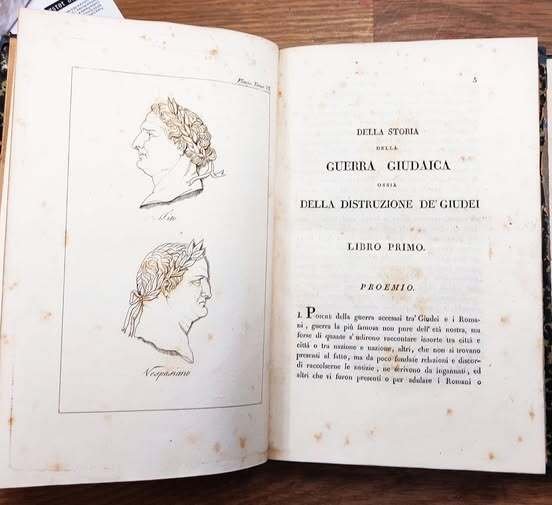 Tito
Vespasiano
5
DELLA STORIA
DELLA
GUERRA GIUDAICA
OSSIA
DELLA DISTRUZIONE DE' GIUDEI
LIBRO PRIMO.
PROEMIO.
I. Poichè della guerra accesasi tra' Giudei e i Roma-
ni, guerra la più famosa non pure dell' età nostra, ma
forse di quante s'udirono raccontare insorte tra città e
città o tra nazione e nazione, altri, che non si trovano
presenti al fatto, ma da poco fondate relazioni e discor-
di raccolserne le notizie, ne scrivono da ingannati, ed
altri che vi furon presenti o per adulare i Romani o